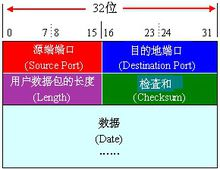 32位
0 7 8 15 16 23 24 31
源端端口 目的地端口
(Source Port) (Destination Port)
用户数据包的长度 检查和
(Length) (Checksum)
数据
(Date)
......